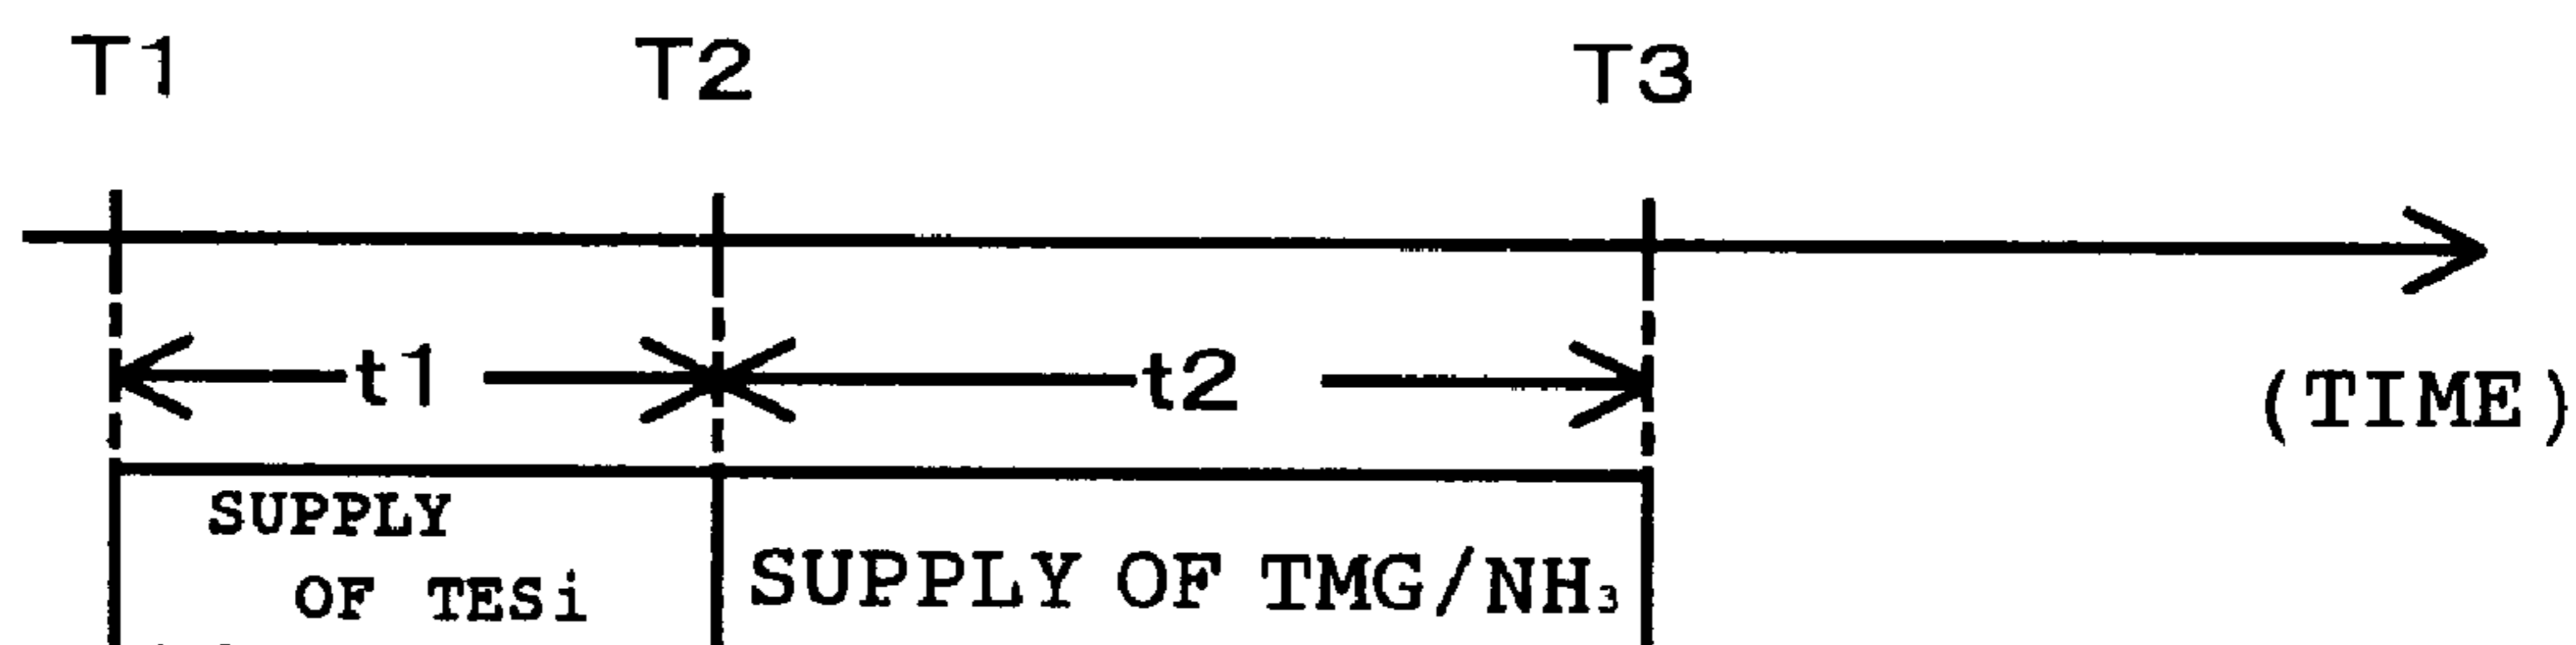 T1 T2 T3
t1 t2
(TIME)
SUPPLY
OF TESi
SUPPLY OF TMG/NH₃